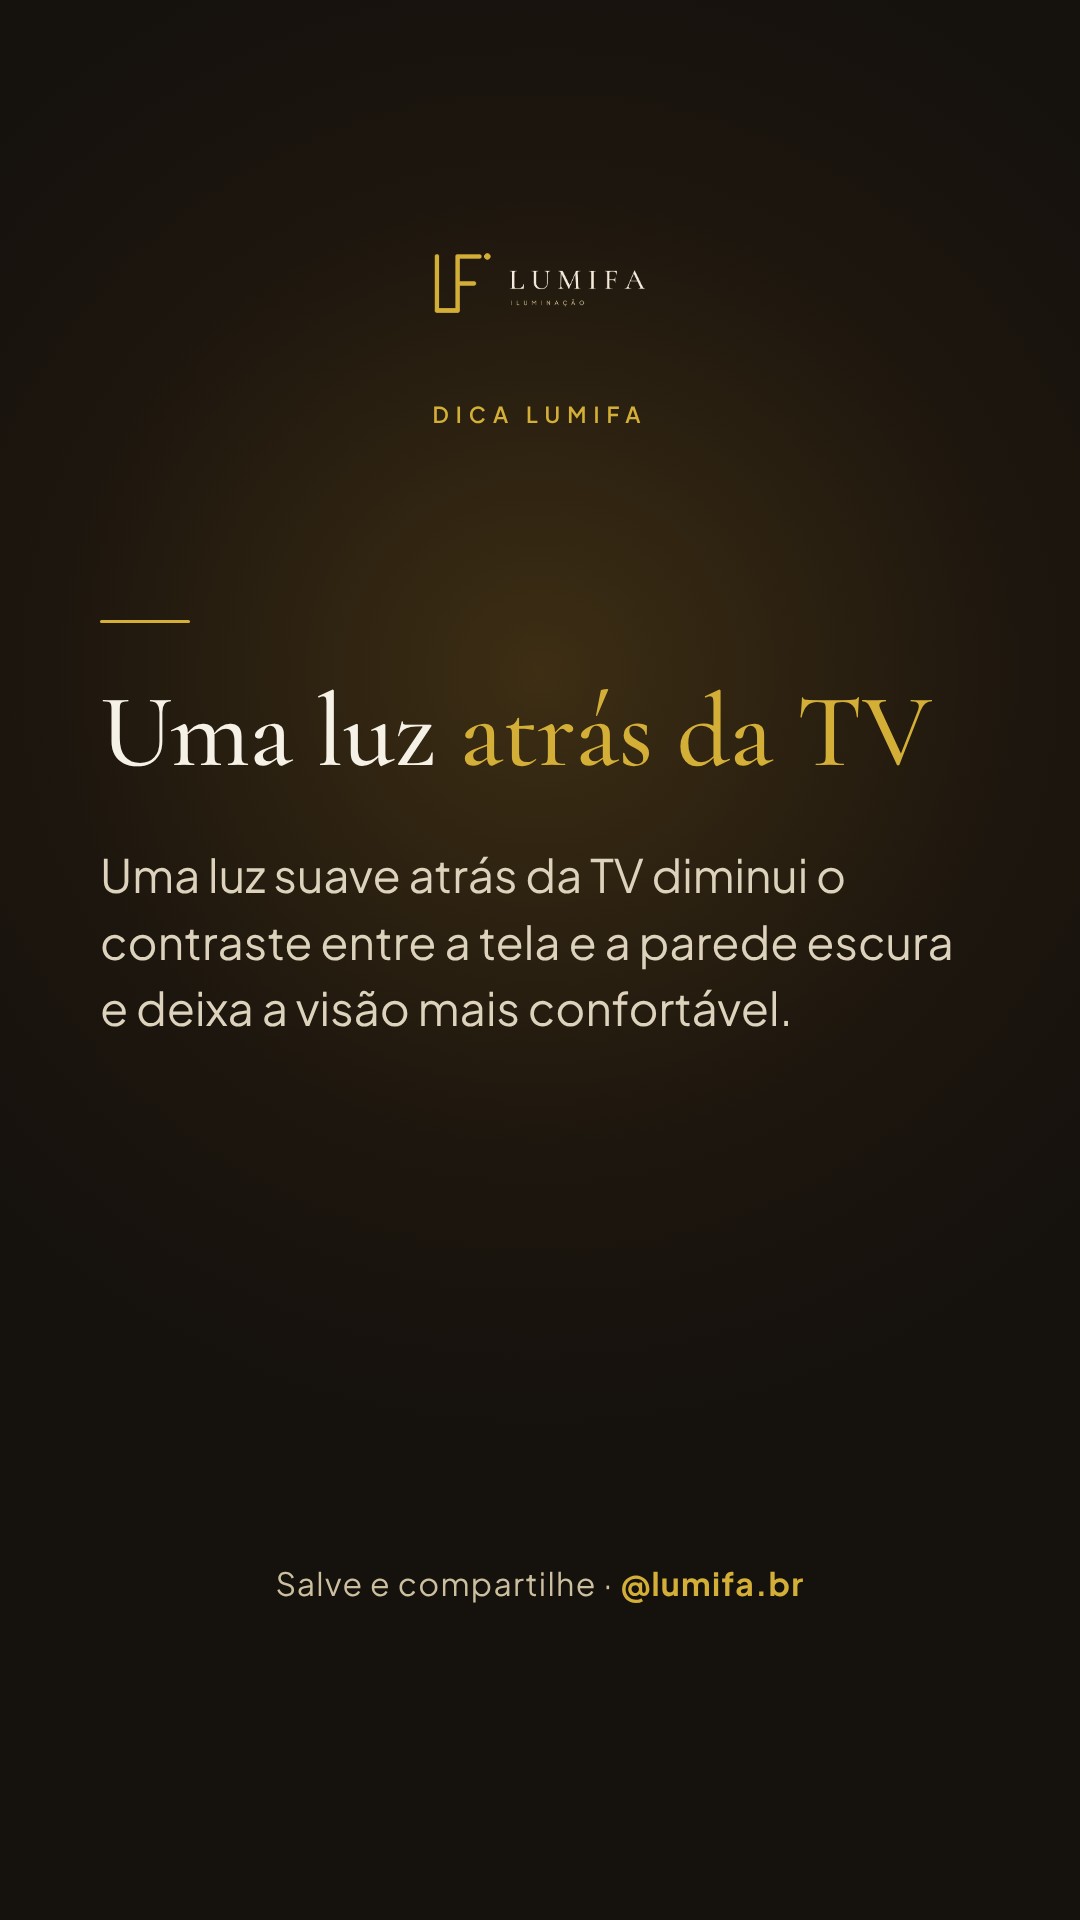 LF
LUMIFA
ILUMINAÇÃO
DICA LUMIFA
Uma luz atrás da TV
Uma luz suave atrás da TV diminui o
contraste entre a tela e a parede escura
e deixa a visão mais confortável.
Salve e compartilhe · @lumifa.br